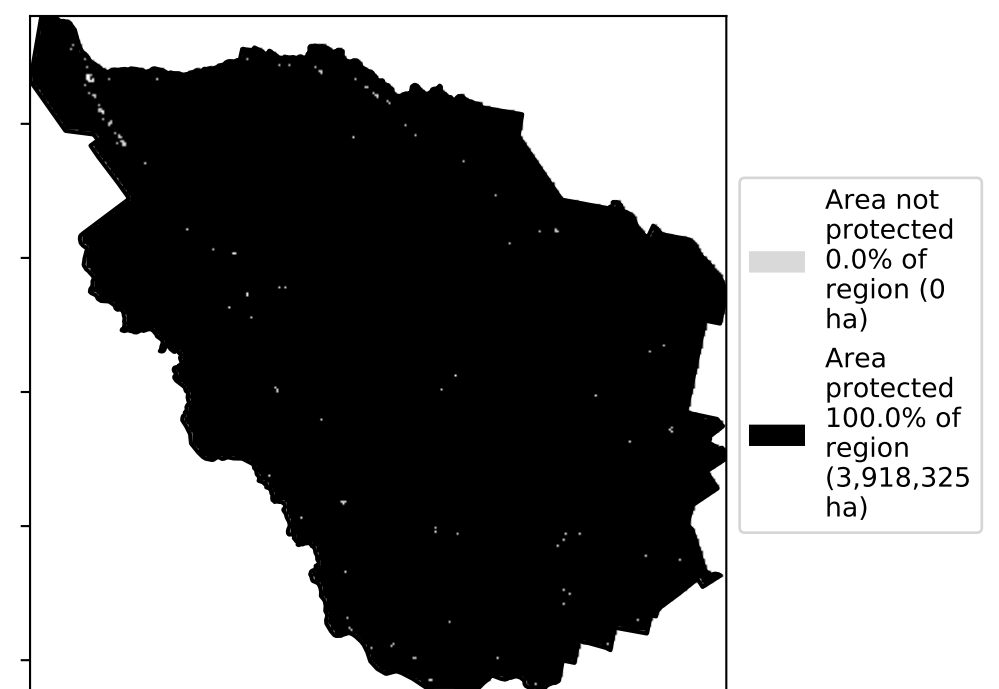 Area not
protected
0.0% of
region (0
ha)
Area
protected
100.0% of
region
(3,918,325
ha)